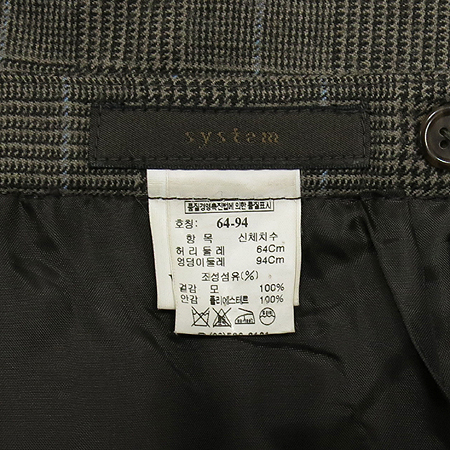 system
품질경영촉진법에 의한 품질표시
호칭: 64-94
항 목 신체치수
허 리 둘 레 64Cm
엉덩이둘레 94Cm
조성섬유(%)
겉감 모 100%
안감 폴리에스터르 100%